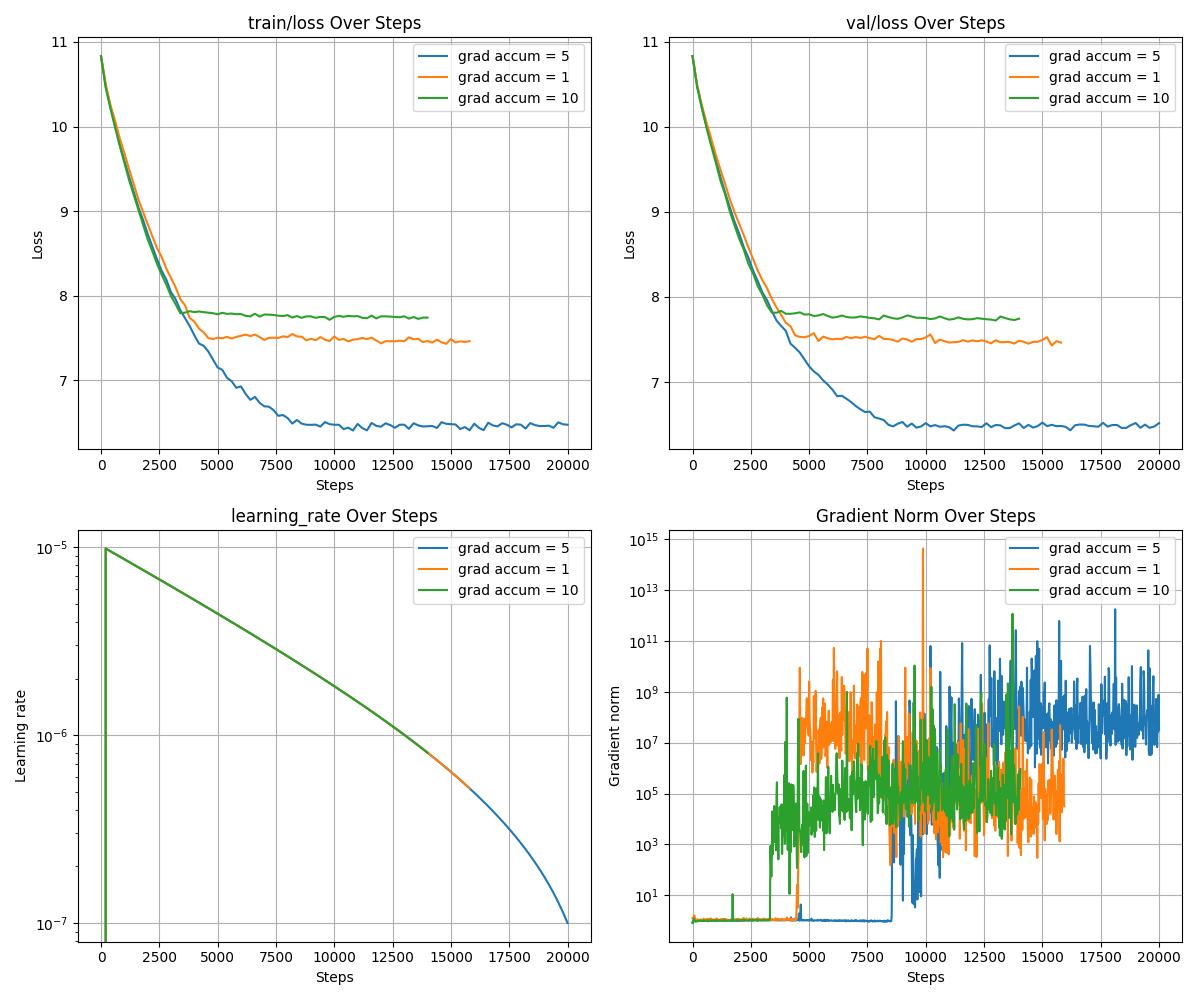 train/loss Over Steps
11
10
9
8
7
Loss
0 2500 5000 7500 10000 12500 15000 17500 20000
Steps
grad accum = 5
grad accum = 1
grad accum = 10
val/loss Over Steps
11
10
9
8
7
Loss
0 2500 5000 7500 10000 12500 15000 17500 20000
Steps
grad accum = 5
grad accum = 1
grad accum = 10
learning_rate Over Steps
10⁻⁵
10⁻⁶
10⁻⁷
Learning rate
0 2500 5000 7500 10000 12500 15000 17500 20000
Steps
grad accum = 5
grad accum = 1
grad accum = 10
Gradient Norm Over Steps
10¹⁵
10¹³
10¹¹
10⁹
10⁷
10⁵
10³
10¹
Gradient norm
0 2500 5000 7500 10000 12500 15000 17500 20000
Steps
grad accum = 5
grad accum = 1
grad accum = 10